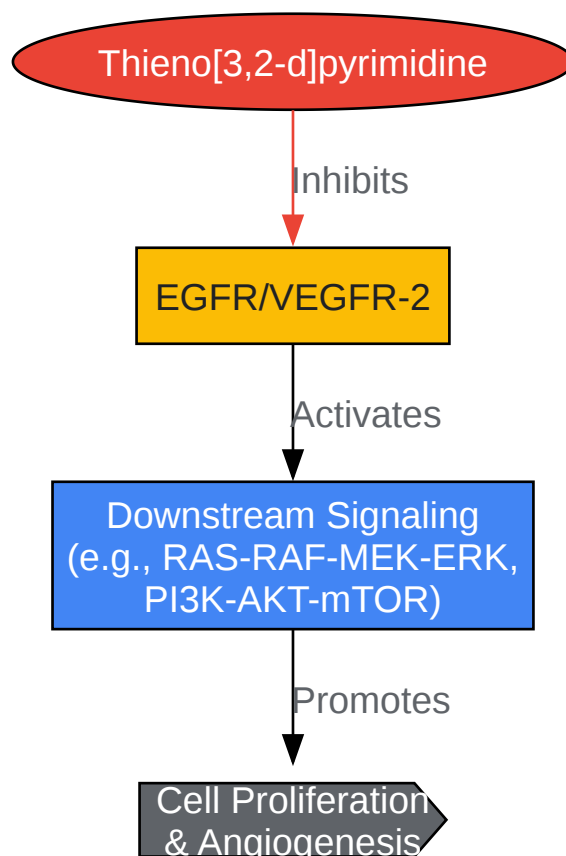 Thieno[3,2-d]pyrimidine
Inhibits
EGFR/VEGFR-2
Activates
Downstream Signaling
(e.g., RAS-RAF-MEK-ERK,
PI3K-AKT-mTOR)
Promotes
Cell Proliferation
& Angiogenesis